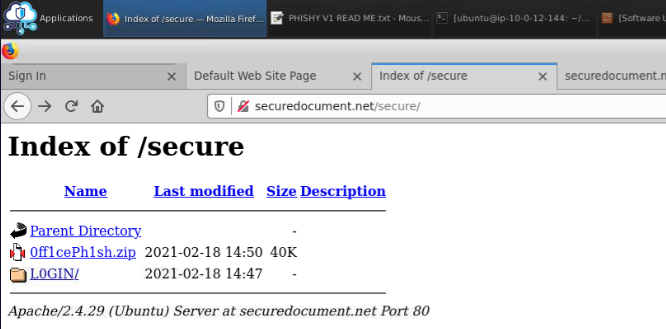 Applications
Index of /secure — Mozilla Firef...
PHISHY V1 READ ME.txt - Mous...
[ubuntu@ip-10-0-12-144: ~/...
[Software U
Sign In
Default Web Site Page
Index of /secure
securedocument.n
securedocument.net/secure/
Index of /secure
Name Last modified Size Description
Parent Directory -
0ff1cePh1sh.zip 2021-02-18 14:50 40K
L0GIN/ 2021-02-18 14:47 -
Apache/2.4.29 (Ubuntu) Server at securedocument.net Port 80